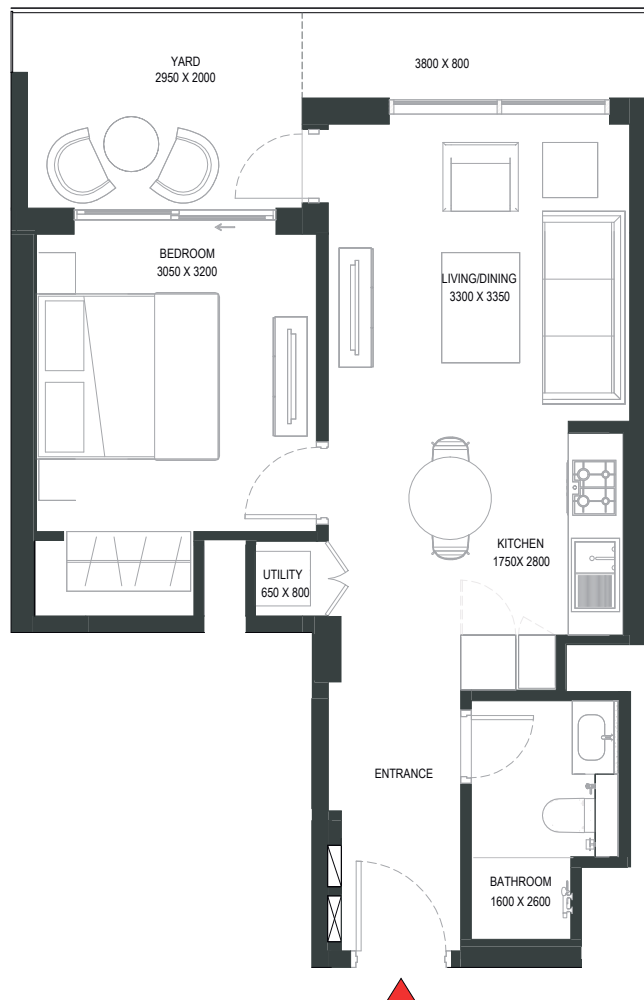 YARD
2950 X 2000
3800 X 800
BEDROOM
3050 X 3200
LIVING/DINING
3300 X 3350
KITCHEN
1750X 2800
UTILITY
650 X 800
ENTRANCE
BATHROOM
1600 X 2600